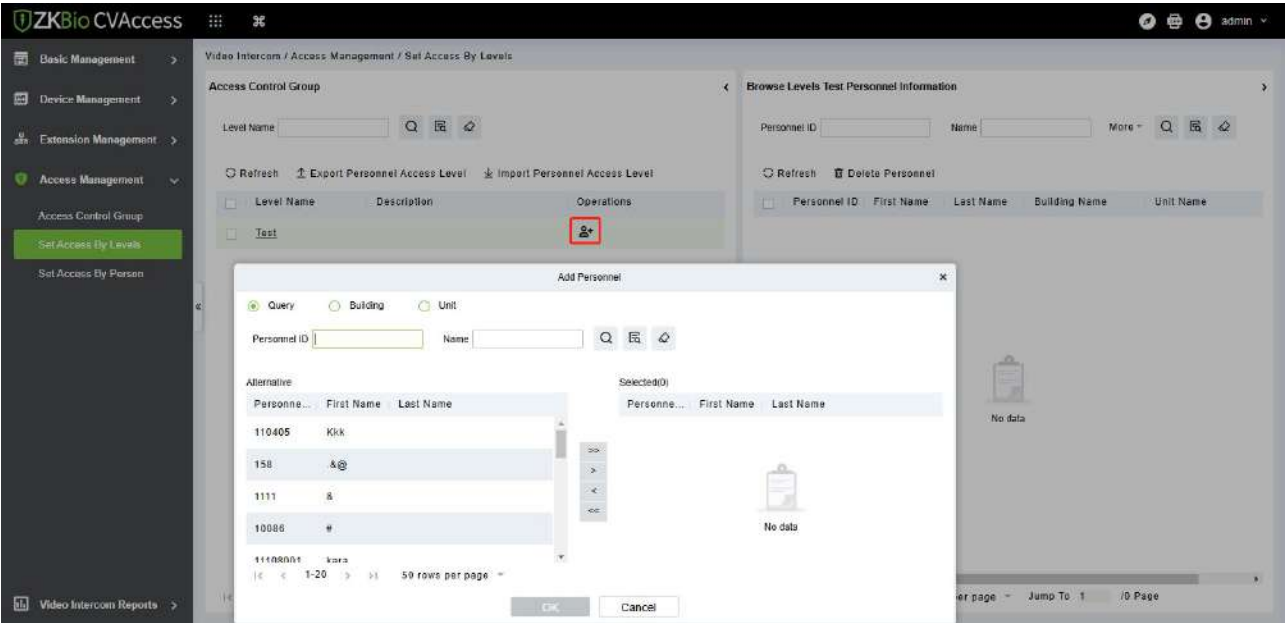 ZKBio CVAccess
admin
Basic Management
Device Management
Extension Management
Access Management
Access Control Group
Set Access By Levels
Set Access By Person
Video Intercom Reports
Video Intercom / Access Management / Set Access By Levels
Access Control Group
Level Name
Refresh Export Personnel Access Level Import Personnel Access Level
Level Name Description Operations
Test
Browse Levels Test Personnel Information
Personnel ID Name More
Refresh Delete Personnel
Personnel ID First Name Last Name Building Name Unit Name
No data
er page Jump To 1 /0 Page
Add Personnel
Query Building Unit
Personnel ID Name
Alternative
Personne... First Name Last Name
110405 Kkk
158 .&@
1111 &
10086 #
11108001 kara
|< < 1-20 > >| 50 rows per page
>>
>
<
<<
Selected(0)
Personne... First Name Last Name
No data
OK Cancel